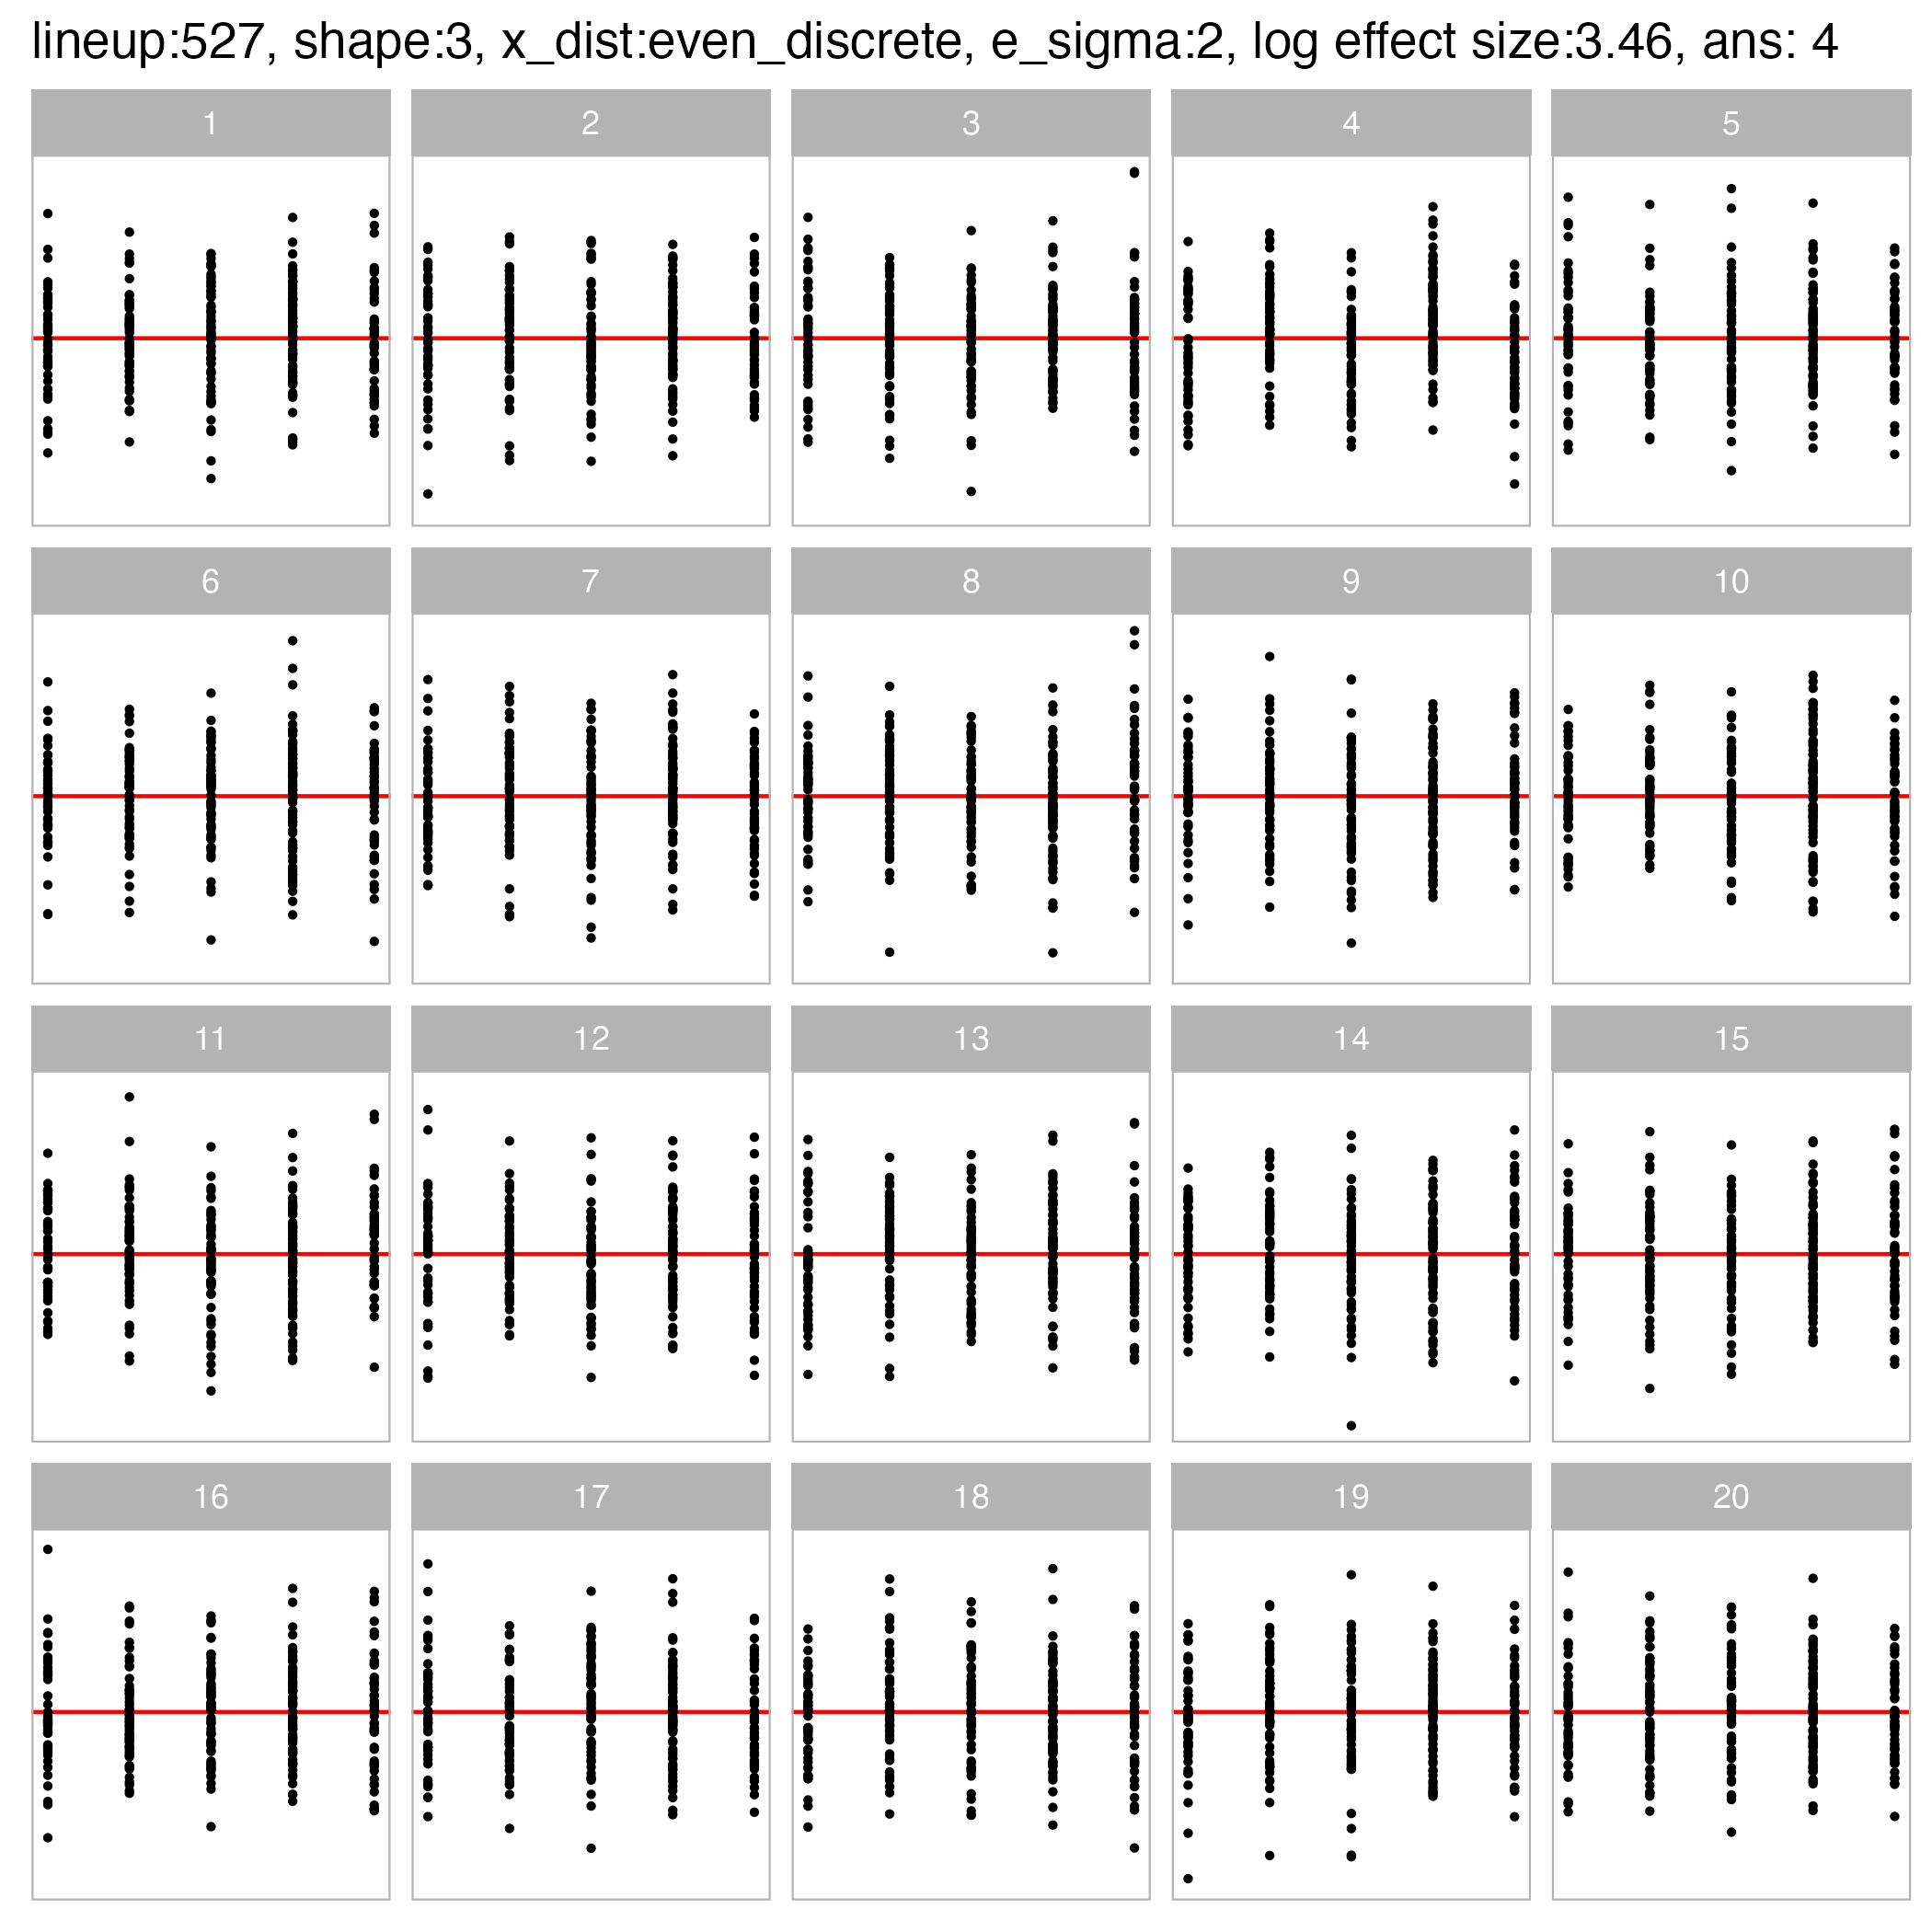 lineup:527, shape:3, x_dist:even_discrete, e_sigma:2, log effect size:3.46, ans: 4
1 2 3 4 5
6 7 8 9 10
11 12 13 14 15
16 17 18 19 20